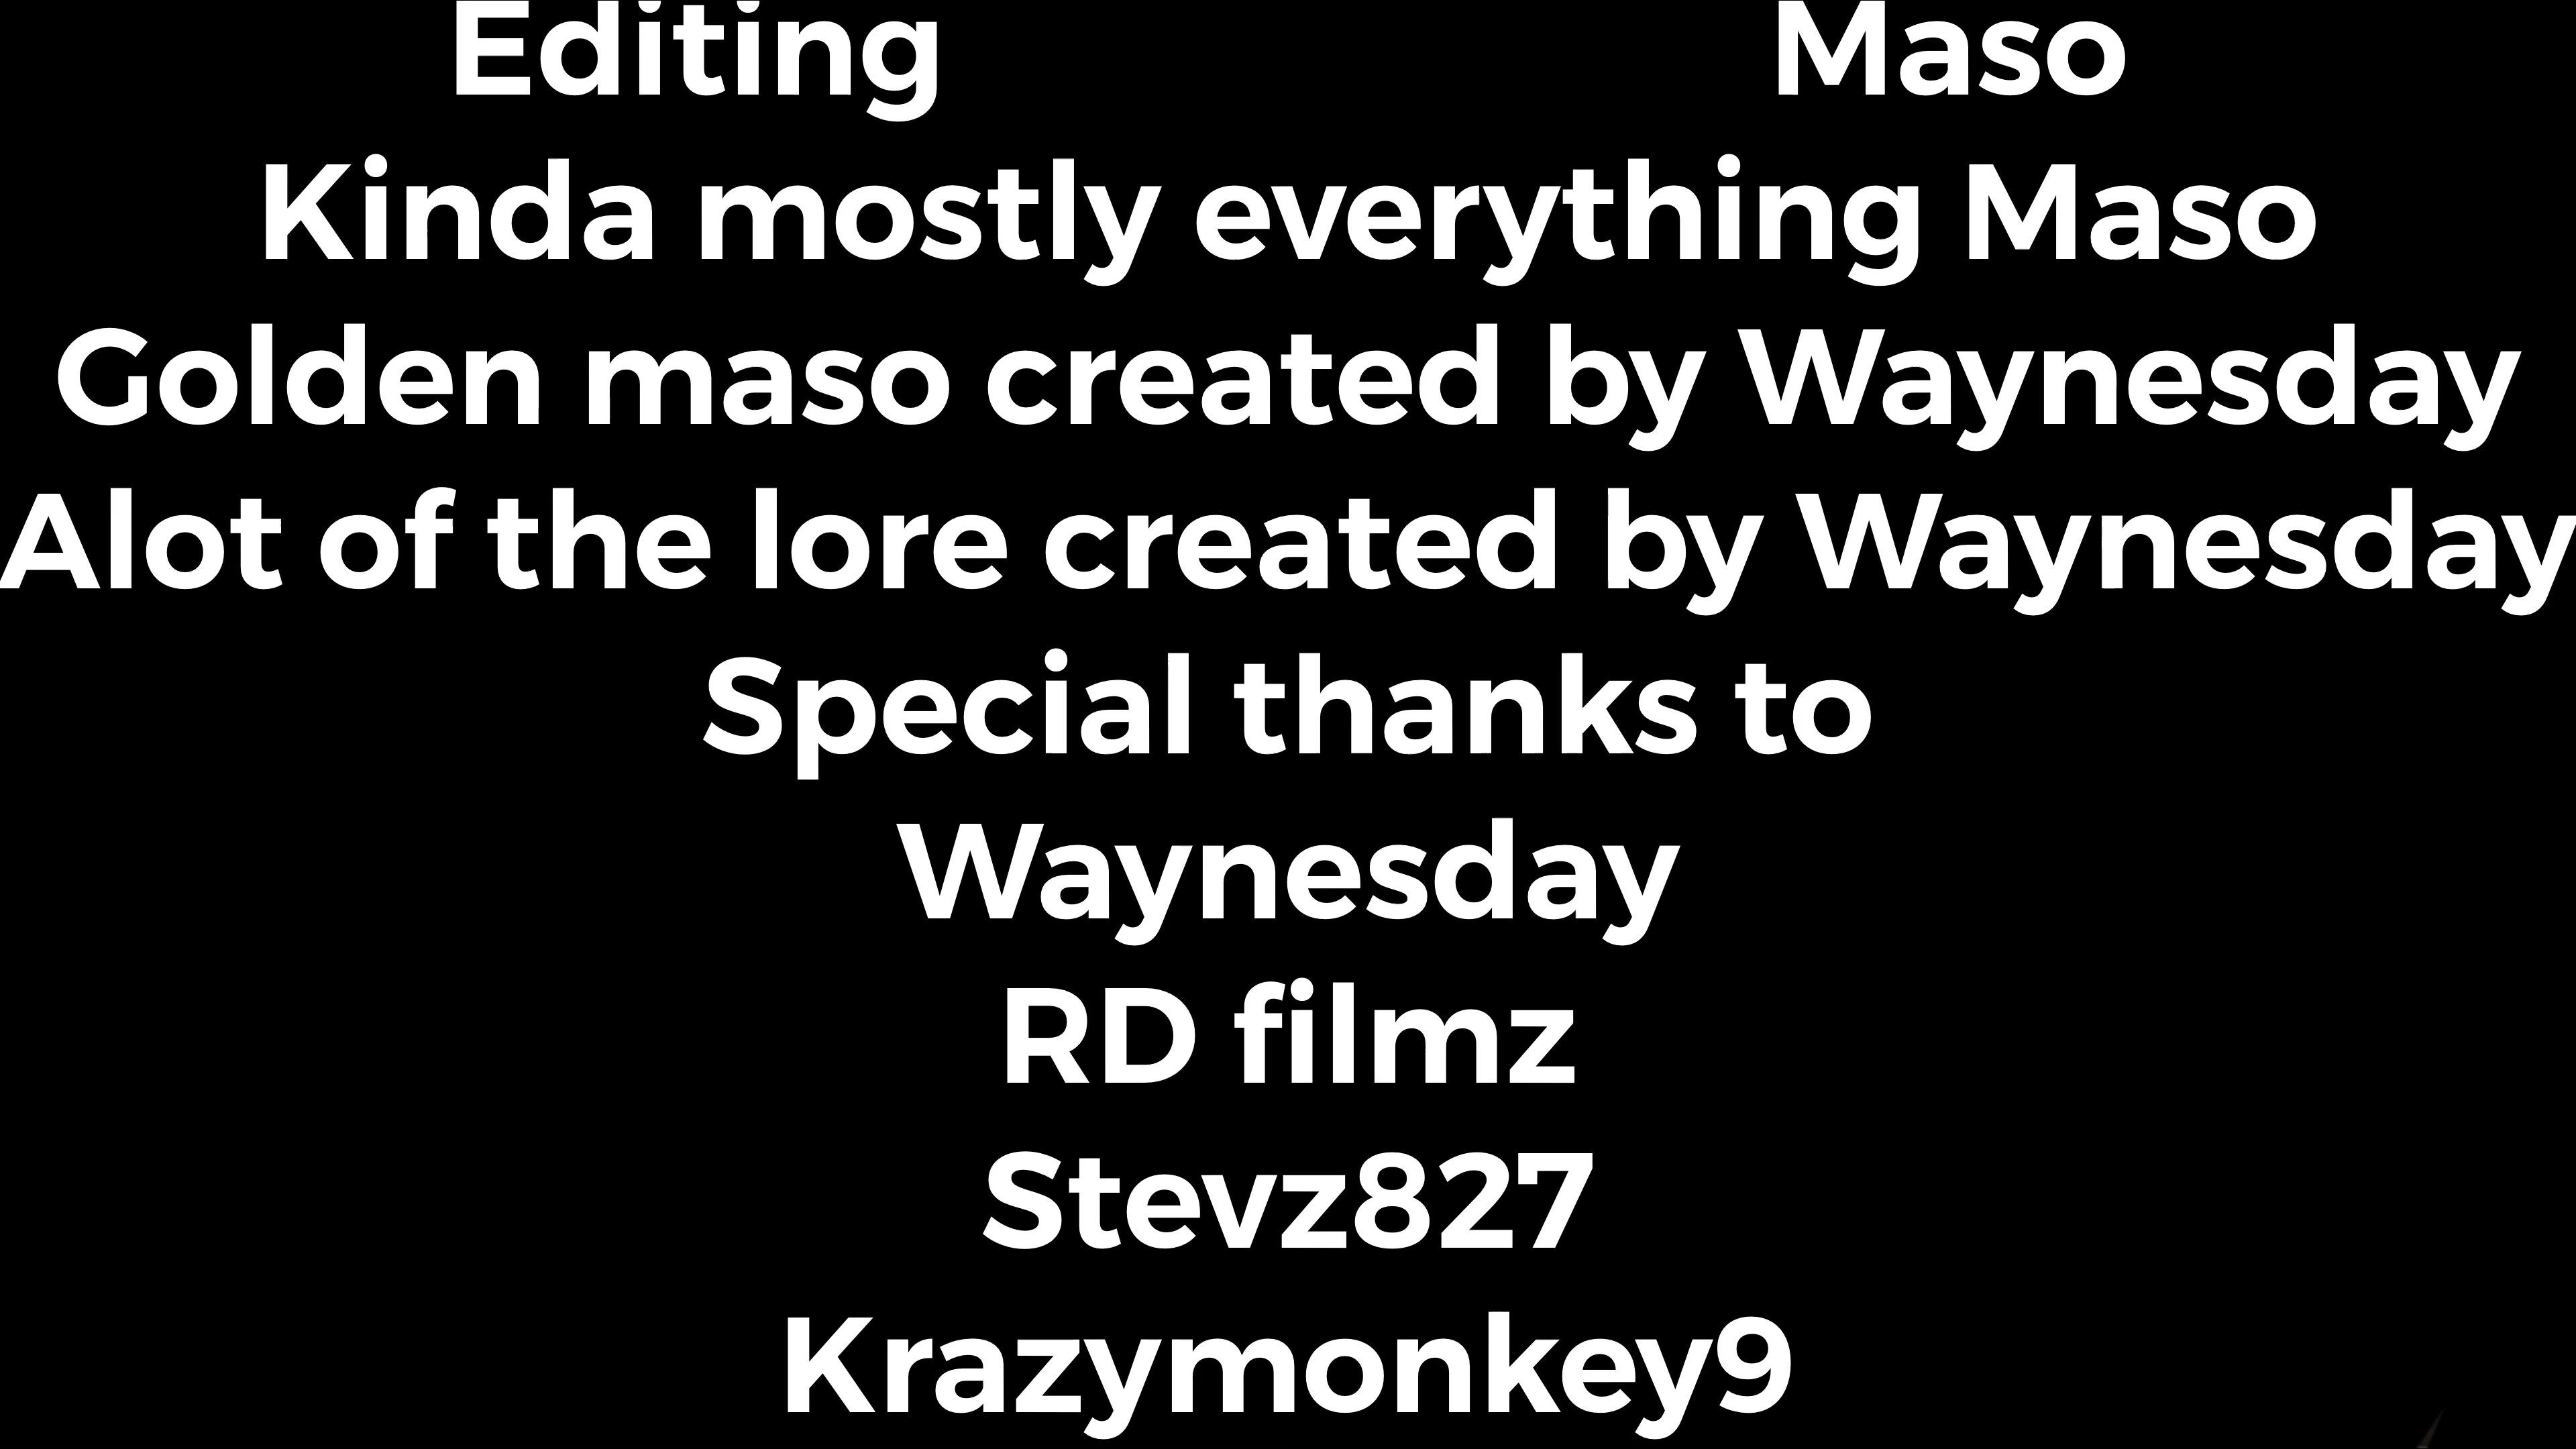 Editing Maso
Kinda mostly everything Maso
Golden maso created by Waynesday
Alot of the lore created by Waynesday
Special thanks to
Waynesday
RD filmz
Stevz827
Krazymonkey9